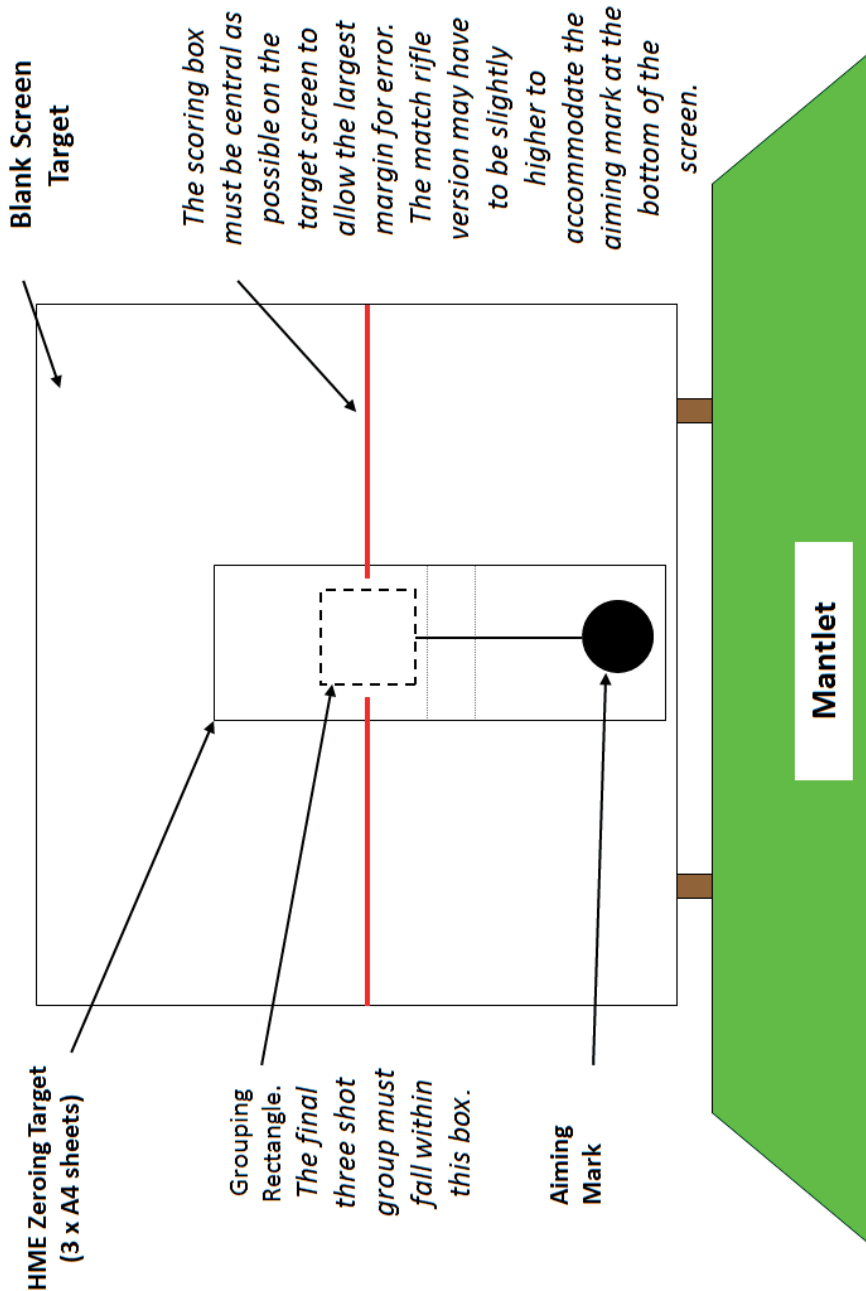 HME Zeroing Target
(3 x A4 sheets)
Grouping
Rectangle.
The final
three shot
group must
fall within
this box.
Aiming
Mark
Blank Screen
Target
The scoring box
must be central as
possible on the
target screen to
allow the largest
margin for error.
The match rifle
version may have
to be slightly
higher to
accommodate the
aiming mark at the
bottom of the
screen.
Mantlet